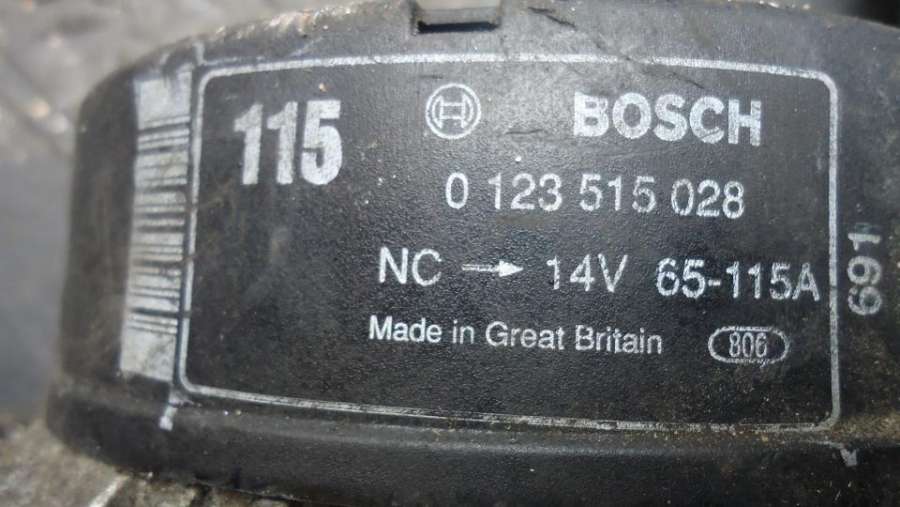 115
BOSCH
0 123 515 028
NC → 14V 65-115A
Made in Great Britain 806
691